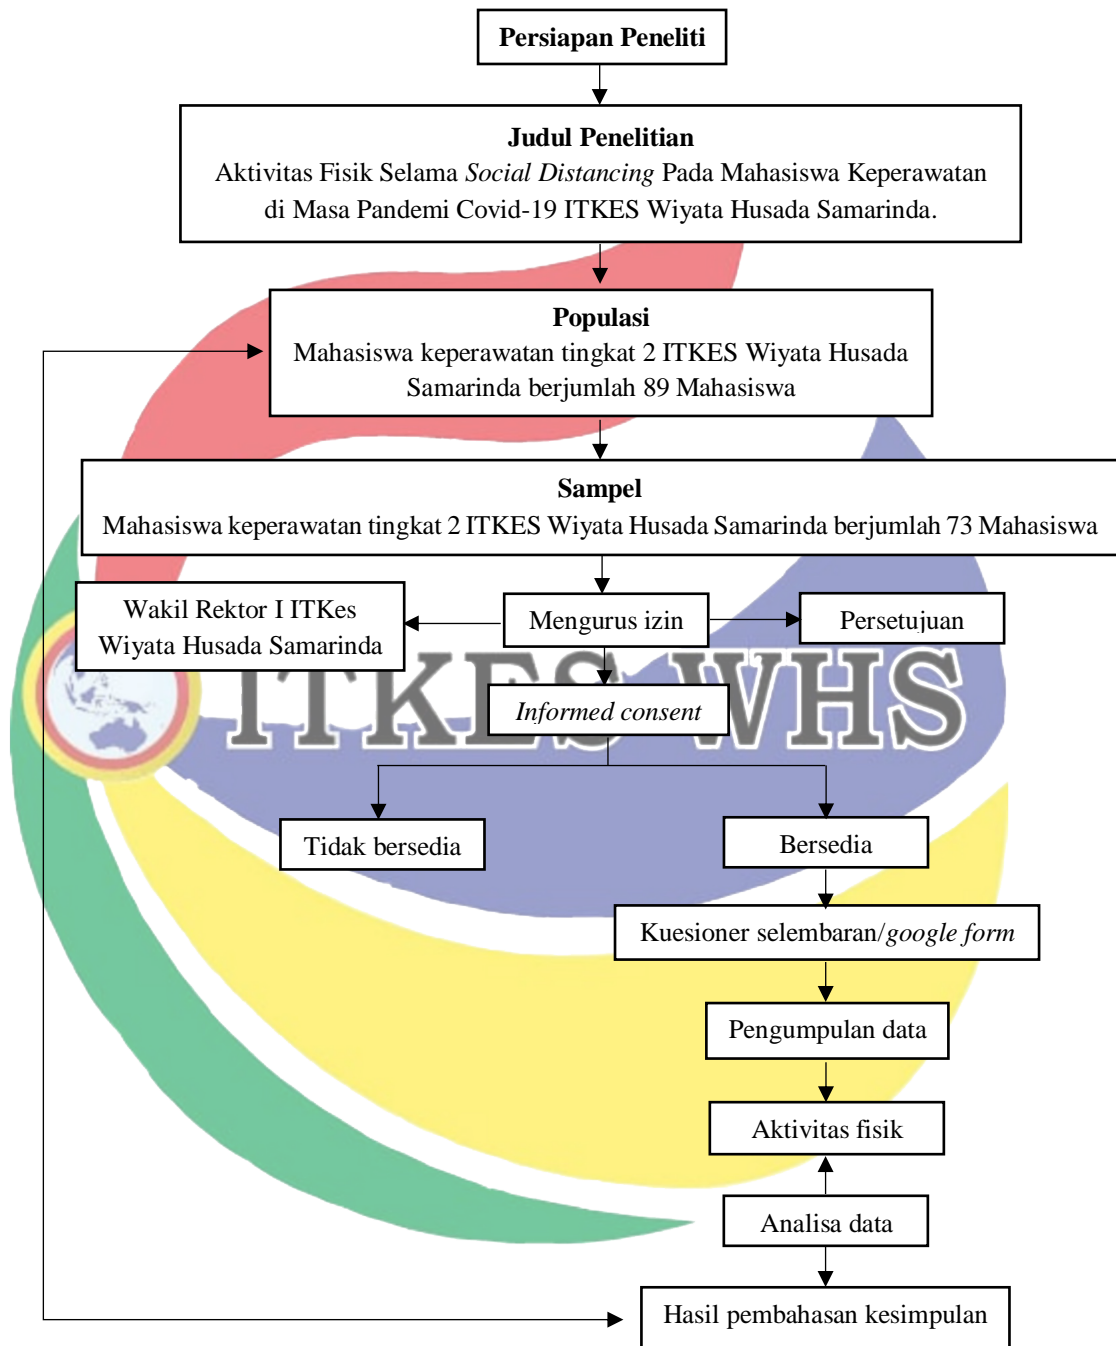 Persiapan Peneliti
Judul Penelitian
Aktivitas Fisik Selama Social Distancing Pada Mahasiswa Keperawatan
di Masa Pandemi Covid-19 ITKES Wiyata Husada Samarinda.
Populasi
Mahasiswa keperawatan tingkat 2 ITKES Wiyata Husada
Samarinda berjumlah 89 Mahasiswa
Sampel
Mahasiswa keperawatan tingkat 2 ITKES Wiyata Husada Samarinda berjumlah 73 Mahasiswa
Wakil Rektor I ITKes
Wiyata Husada Samarinda
Mengurus izin
Persetujuan
ITKES WHS
Informed consent
Tidak bersedia
Bersedia
Kuesioner selembaran/google form
Pengumpulan data
Aktivitas fisik
Analisa data
Hasil pembahasan kesimpulan